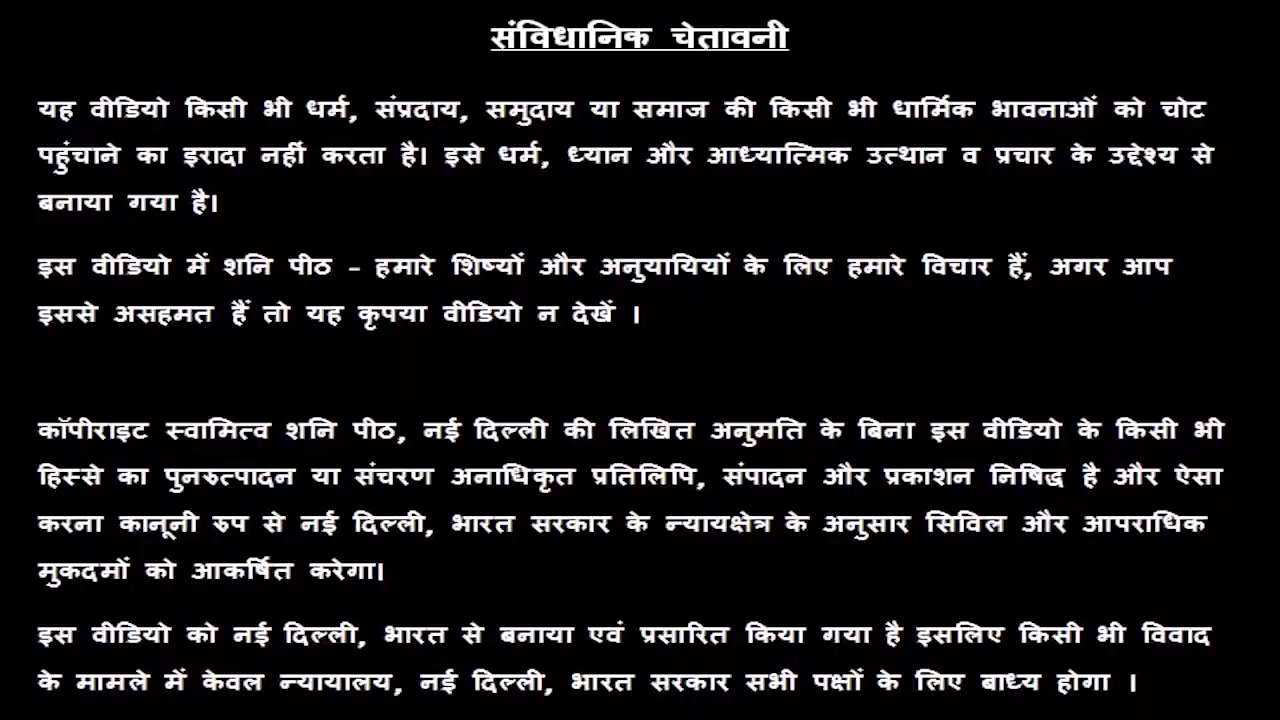 संविधानिक चेतावनी
यह वीडियो किसी भी धर्म, संप्रदाय, समुदाय या समाज की किसी भी धार्मिक भावनाओं को चोट
पहुंचाने का इरादा नहीं करता है। इसे धर्म, ध्यान और आध्यात्मिक उत्थान व प्रचार के उद्देश्य से
बनाया गया है।
इस वीडियो में शनि पीठ – हमारे शिष्यों और अनुयायियों के लिए हमारे विचार हैं, अगर आप
इससे असहमत हैं तो यह कृपया वीडियो न देखें ।
कॉपीराइट स्वामित्व शनि पीठ, नई दिल्ली की लिखित अनुमति के बिना इस वीडियो के किसी भी
हिस्से का पुनरुत्पादन या संचरण अनाधिकृत प्रतिलिपि, संपादन और प्रकाशन निषिद्ध है और ऐसा
करना कानूनी रुप से नई दिल्ली, भारत सरकार के न्यायक्षेत्र के अनुसार सिविल और आपराधिक
मुकदमों को आकर्षित करेगा।
इस वीडियो को नई दिल्ली, भारत से बनाया एवं प्रसारित किया गया है इसलिए किसी भी विवाद
के मामले में केवल न्यायालय, नई दिल्ली, भारत सरकार सभी पक्षों के लिए बाध्य होगा ।